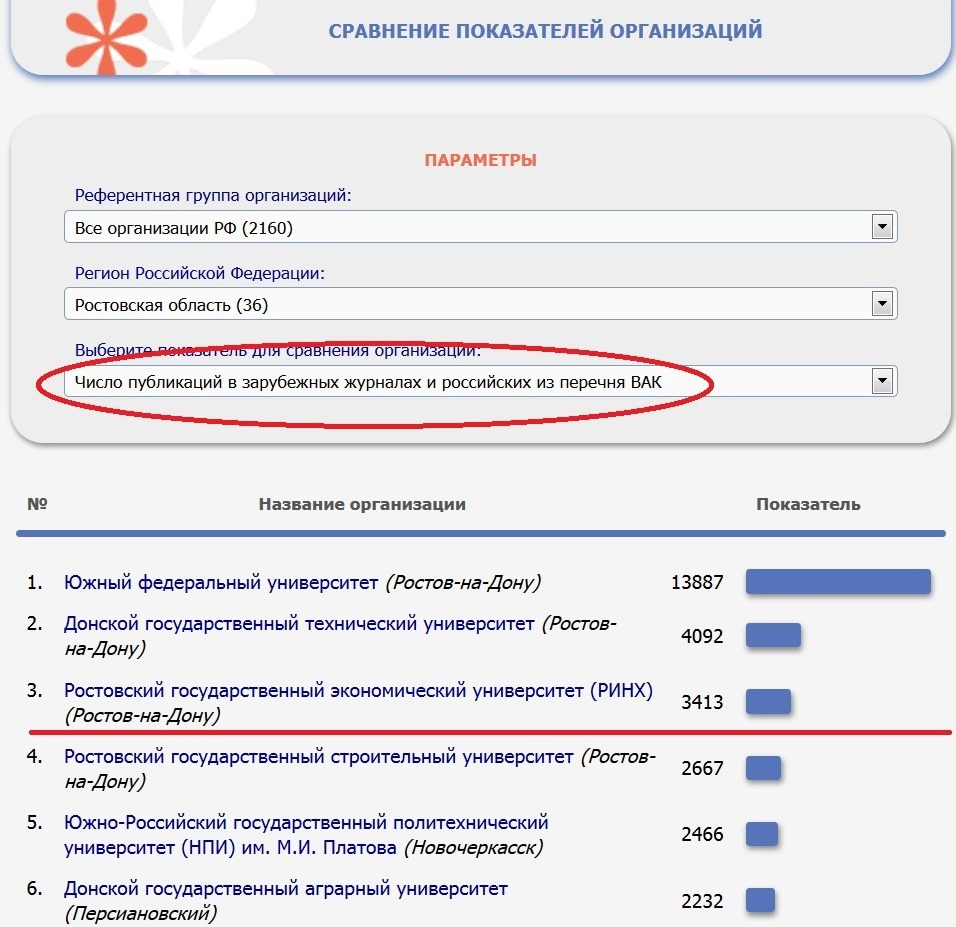 СРАВНЕНИЕ ПОКАЗАТЕЛЕЙ ОРГАНИЗАЦИЙ
ПАРАМЕТРЫ
Референтная группа организаций:
Все организации РФ (2160)
Регион Российской Федерации:
Ростовская область (36)
Выберите показатель для сравнения организаций:
Число публикаций в зарубежных журналах и российских из перечня ВАК
№ Название организации Показатель
1. Южный федеральный университет (Ростов-на-Дону) 13887
2. Донской государственный технический университет (Ростов-
на-Дону) 4092
3. Ростовский государственный экономический университет (РИНХ)
(Ростов-на-Дону) 3413
4. Ростовский государственный строительный университет (Ростов-
на-Дону) 2667
5. Южно-Российский государственный политехнический
университет (НПИ) им. М.И. Платова (Новочеркасск) 2466
6. Донской государственный аграрный университет
(Персиановский) 2232